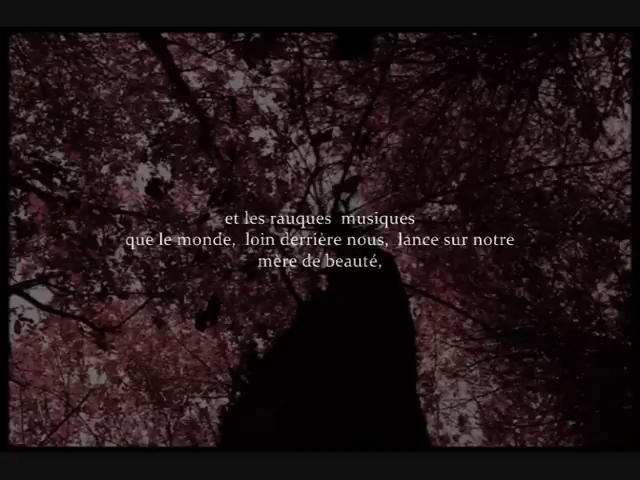 et les rauques musiques
que le monde, loin derrière nous, lance sur notre
mère de beauté,